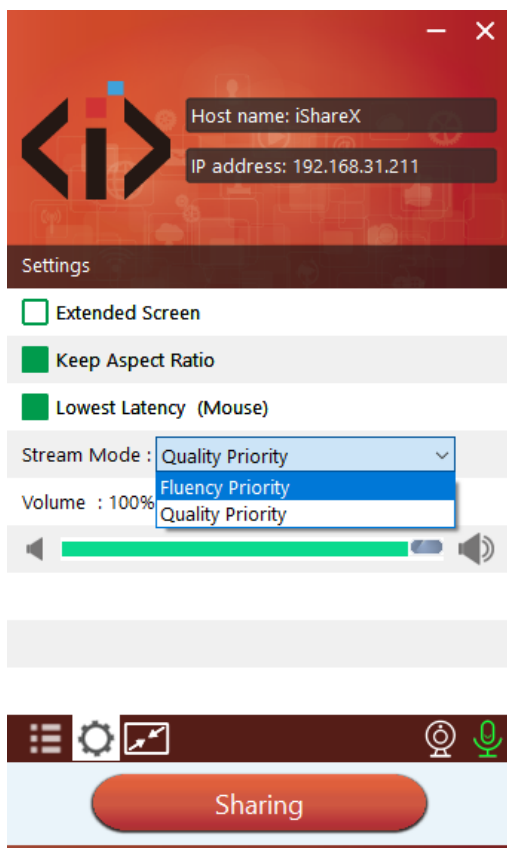 Host name: iShareX
IP address: 192.168.31.211
Settings
Extended Screen
Keep Aspect Ratio
Lowest Latency (Mouse)
Stream Mode : Quality Priority
Fluency Priority
Volume : 100%
Quality Priority
Sharing